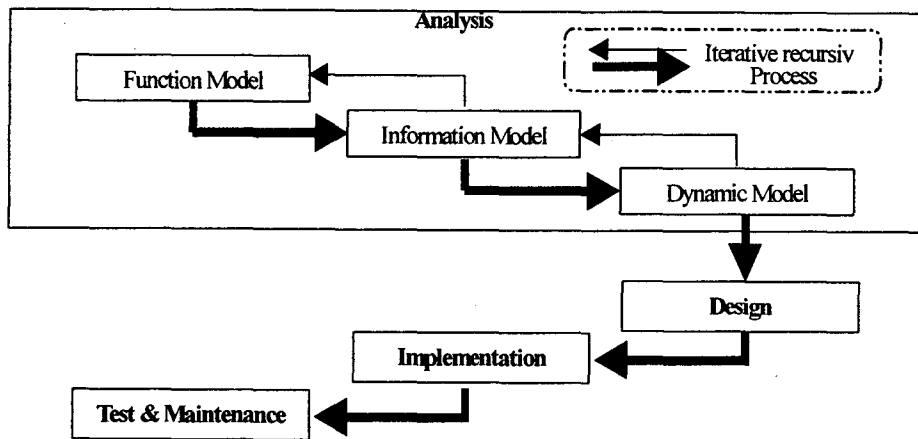 Analysis
Iterative recursiv
Process
Function Model
Information Model
Dynamic Model
Design
Implementation
Test & Maintenance